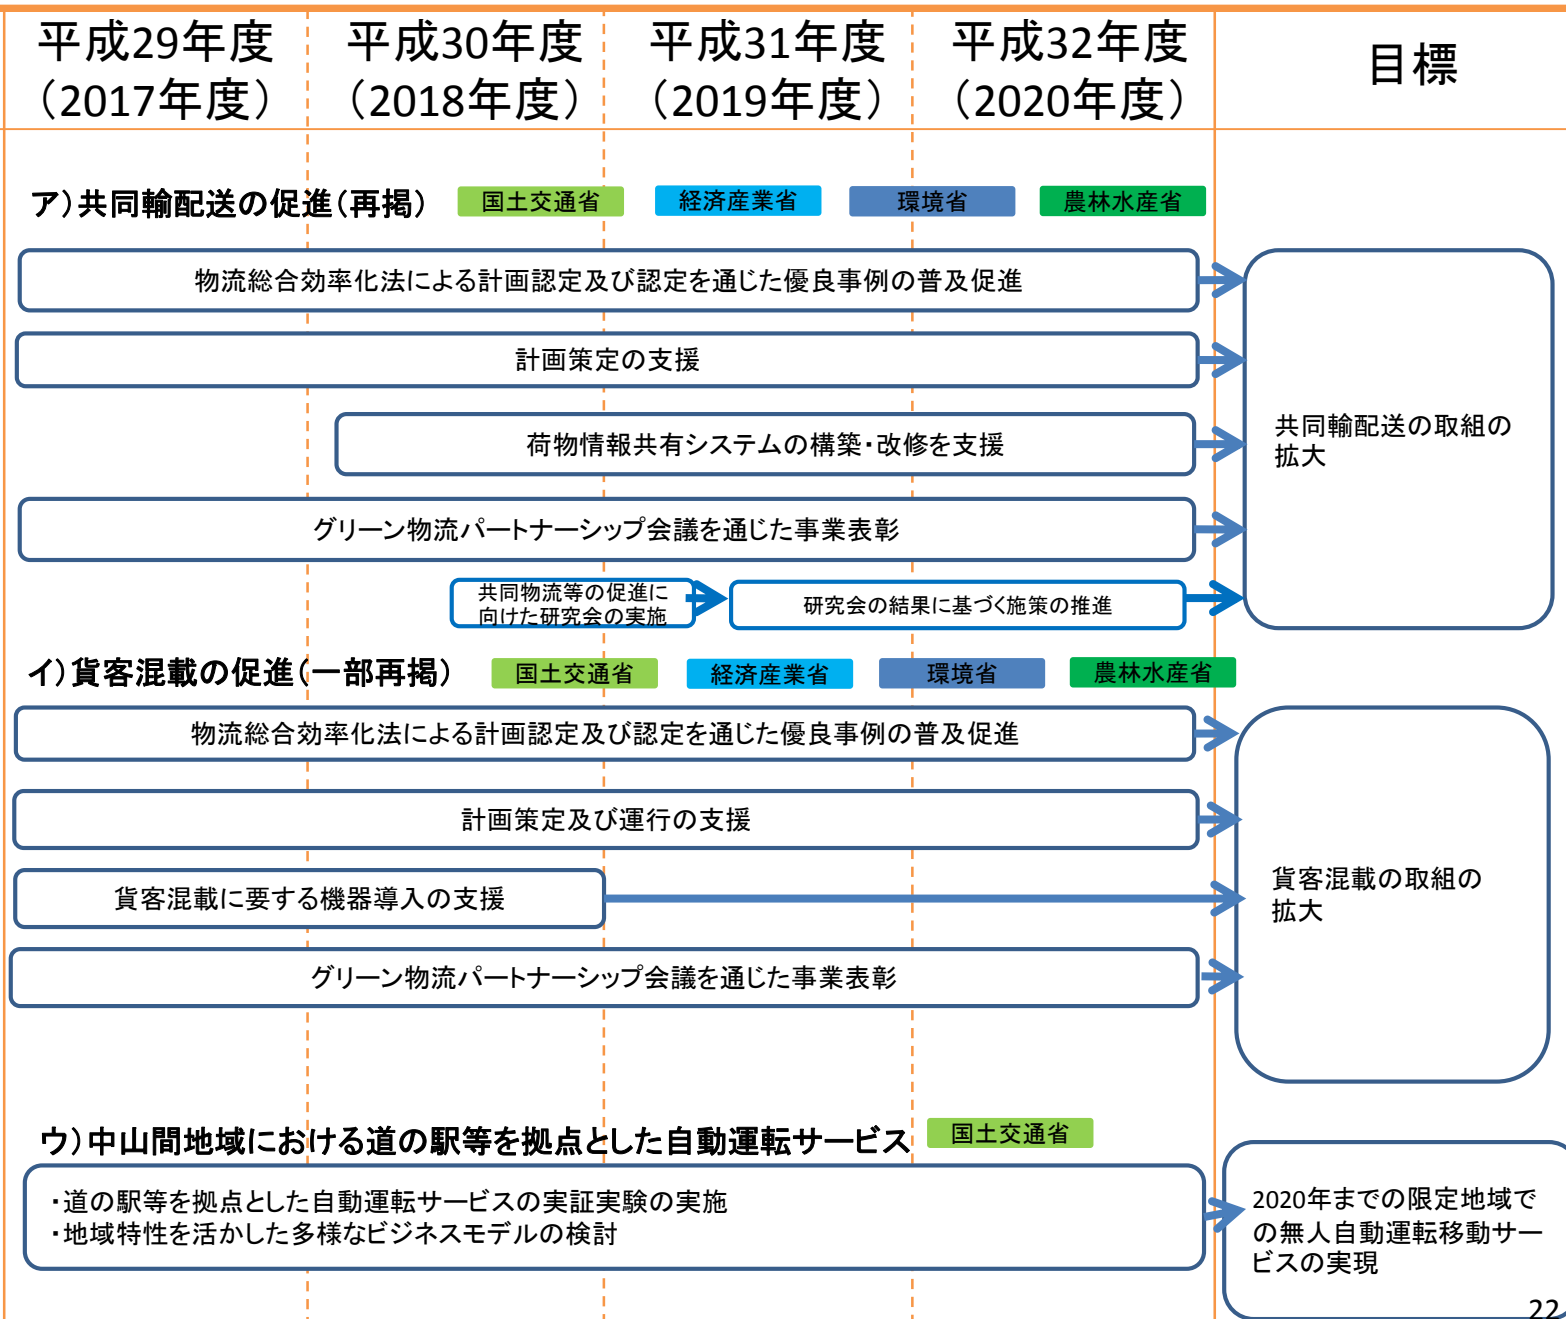 平成29年度
（2017年度）
平成30年度
（2018年度）
平成31年度
（2019年度）
平成32年度
（2020年度）
目標
ア）共同輸配送の促進（再掲）
国土交通省
経済産業省
環境省
農林水産省
物流総合効率化法による計画認定及び認定を通じた優良事例の普及促進
計画策定の支援
荷物情報共有システムの構築・改修を支援
グリーン物流パートナーシップ会議を通じた事業表彰
共同物流等の促進に
向けた研究会の実施
研究会の結果に基づく施策の推進
共同輸配送の取組の
拡大
イ）貨客混載の促進（一部再掲）
国土交通省
経済産業省
環境省
農林水産省
物流総合効率化法による計画認定及び認定を通じた優良事例の普及促進
計画策定及び運行の支援
貨客混載に要する機器導入の支援
グリーン物流パートナーシップ会議を通じた事業表彰
貨客混載の取組の
拡大
ウ）中山間地域における道の駅等を拠点とした自動運転サービス
国土交通省
・道の駅等を拠点とした自動運転サービスの実証実験の実施
・地域特性を活かした多様なビジネスモデルの検討
2020年までの限定地域で
の無人自動運転移動サー
ビスの実現
22